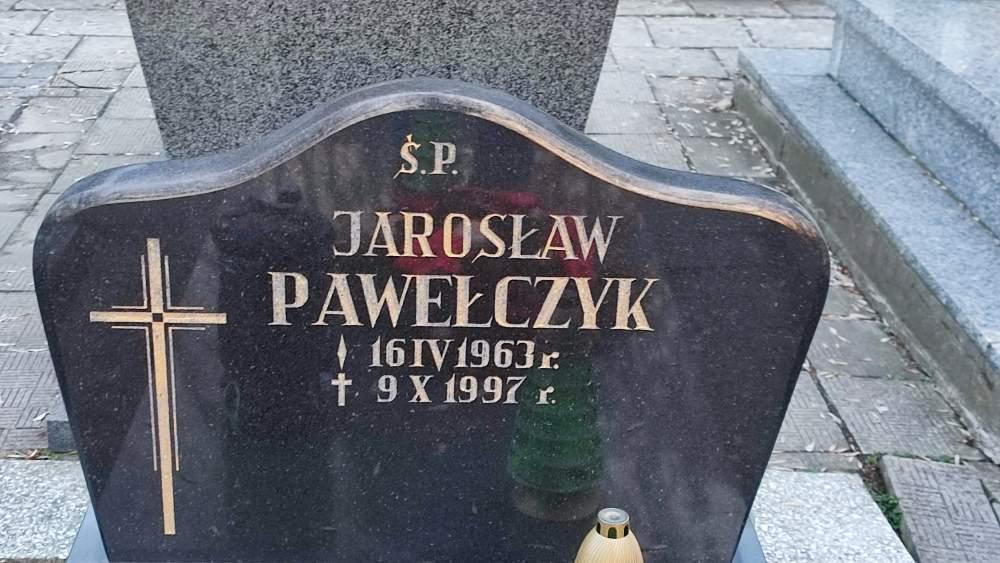 Ś.P.
JAROSŁAW
PAWEŁCZYK
16 IV 1963 r.
9 X 1997 r.